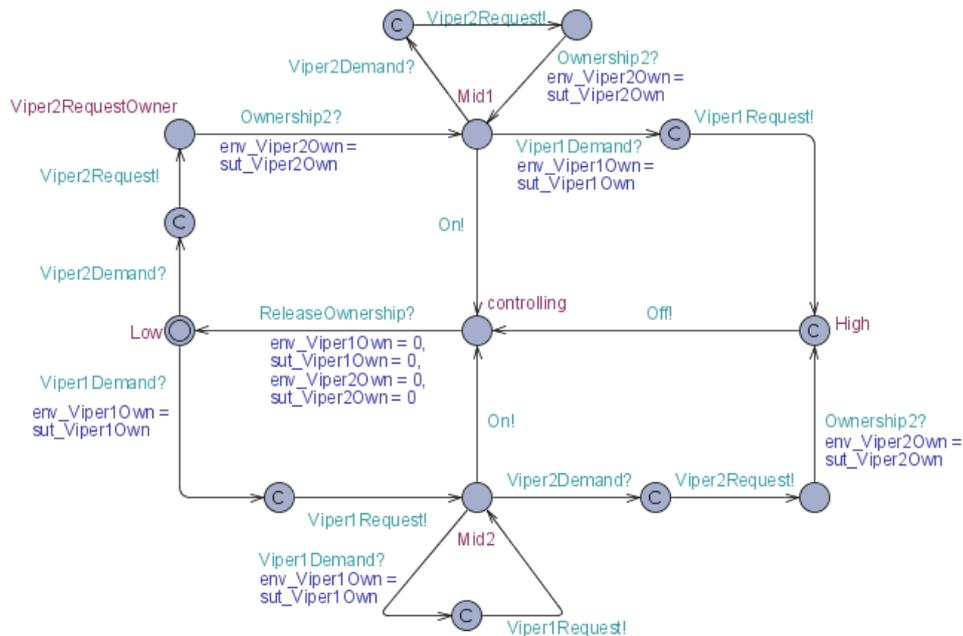 C
Viper2Request!
Viper2Demand?
Ownership2?
env_Viper2Own =
sut_Viper2Own
Mid1
Viper2RequestOwner
Ownership2?
env_Viper2Own =
sut_Viper2Own
Viper1Demand?
env_Viper1Own =
sut_Viper1Own
C
Viper1Request!
Viper2Request!
C
On!
Viper2Demand?
controlling
Low
ReleaseOwnership?
env_Viper1Own = 0,
sut_Viper1Own = 0,
env_Viper2Own = 0,
sut_Viper2Own = 0
Off!
C
High
Viper1Demand?
env_Viper1Own =
sut_Viper1Own
On!
Ownership2?
env_Viper2Own =
sut_Viper2Own
C
Viper1Request!
Viper2Demand?
C
Viper2Request!
Mid2
Viper1Demand?
env_Viper1Own =
sut_Viper1Own
C
Viper1Request!